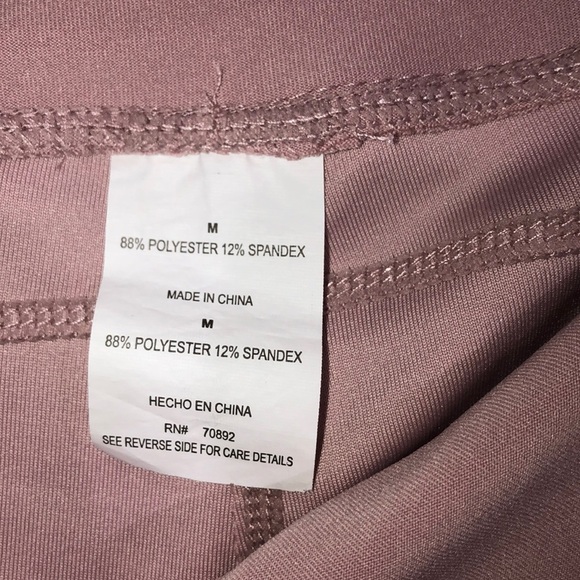 M
88% POLYESTER 12% SPANDEX
MADE IN CHINA
M
88% POLYESTER 12% SPANDEX
HECHO EN CHINA
RN# 70892
SEE REVERSE SIDE FOR CARE DETAILS